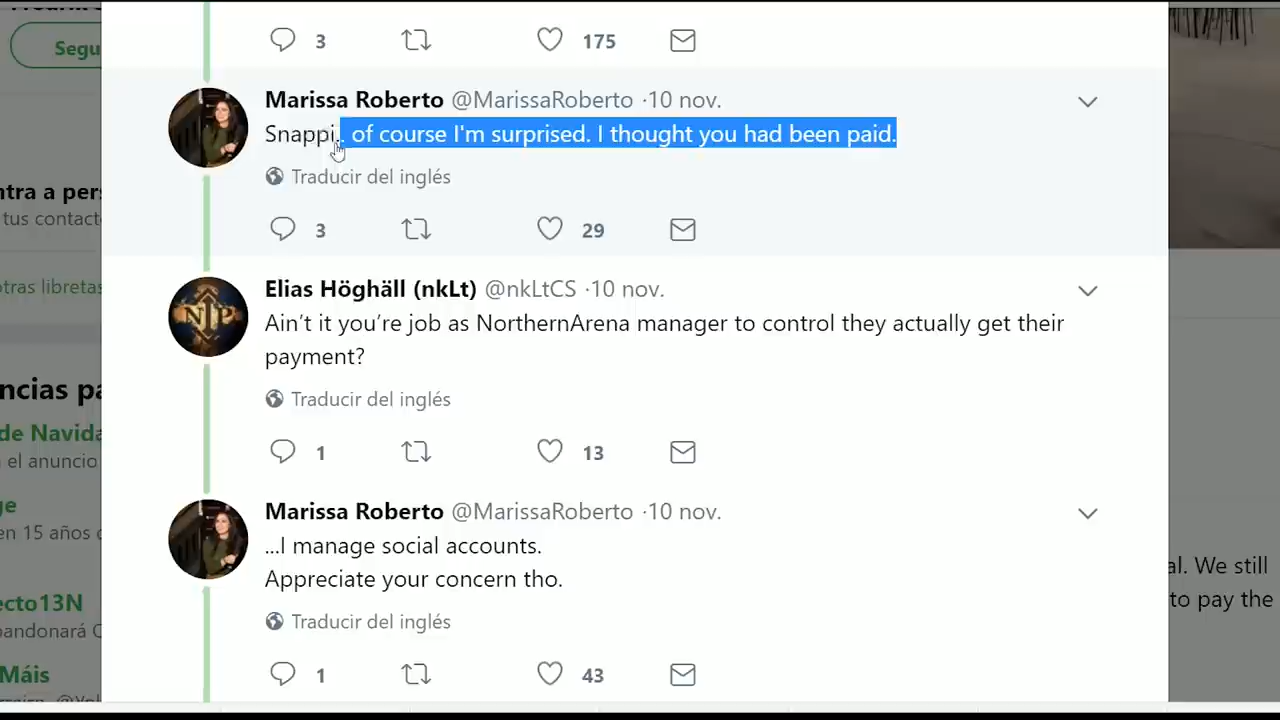 Segu
3 175
Marissa Roberto @MarissaRoberto ·10 nov.
Snappi.. of course I'm surprised. I thought you had been paid.
Traducir del inglés
ntra a pers
tus contacto
3 29
otras libretas
Elias Höghäll (nkLt) @nkLtCS ·10 nov.
Ain't it you're job as NorthernArena manager to control they actually get their
payment?
Traducir del inglés
NIP
ncias pa
de Navida
el anuncio
1 13
ge
en 15 años d
Marissa Roberto @MarissaRoberto ·10 nov.
...I manage social accounts.
Appreciate your concern tho.
Traducir del inglés
al. We still
to pay the
ecto13N
bandonará C
Máis
1 43